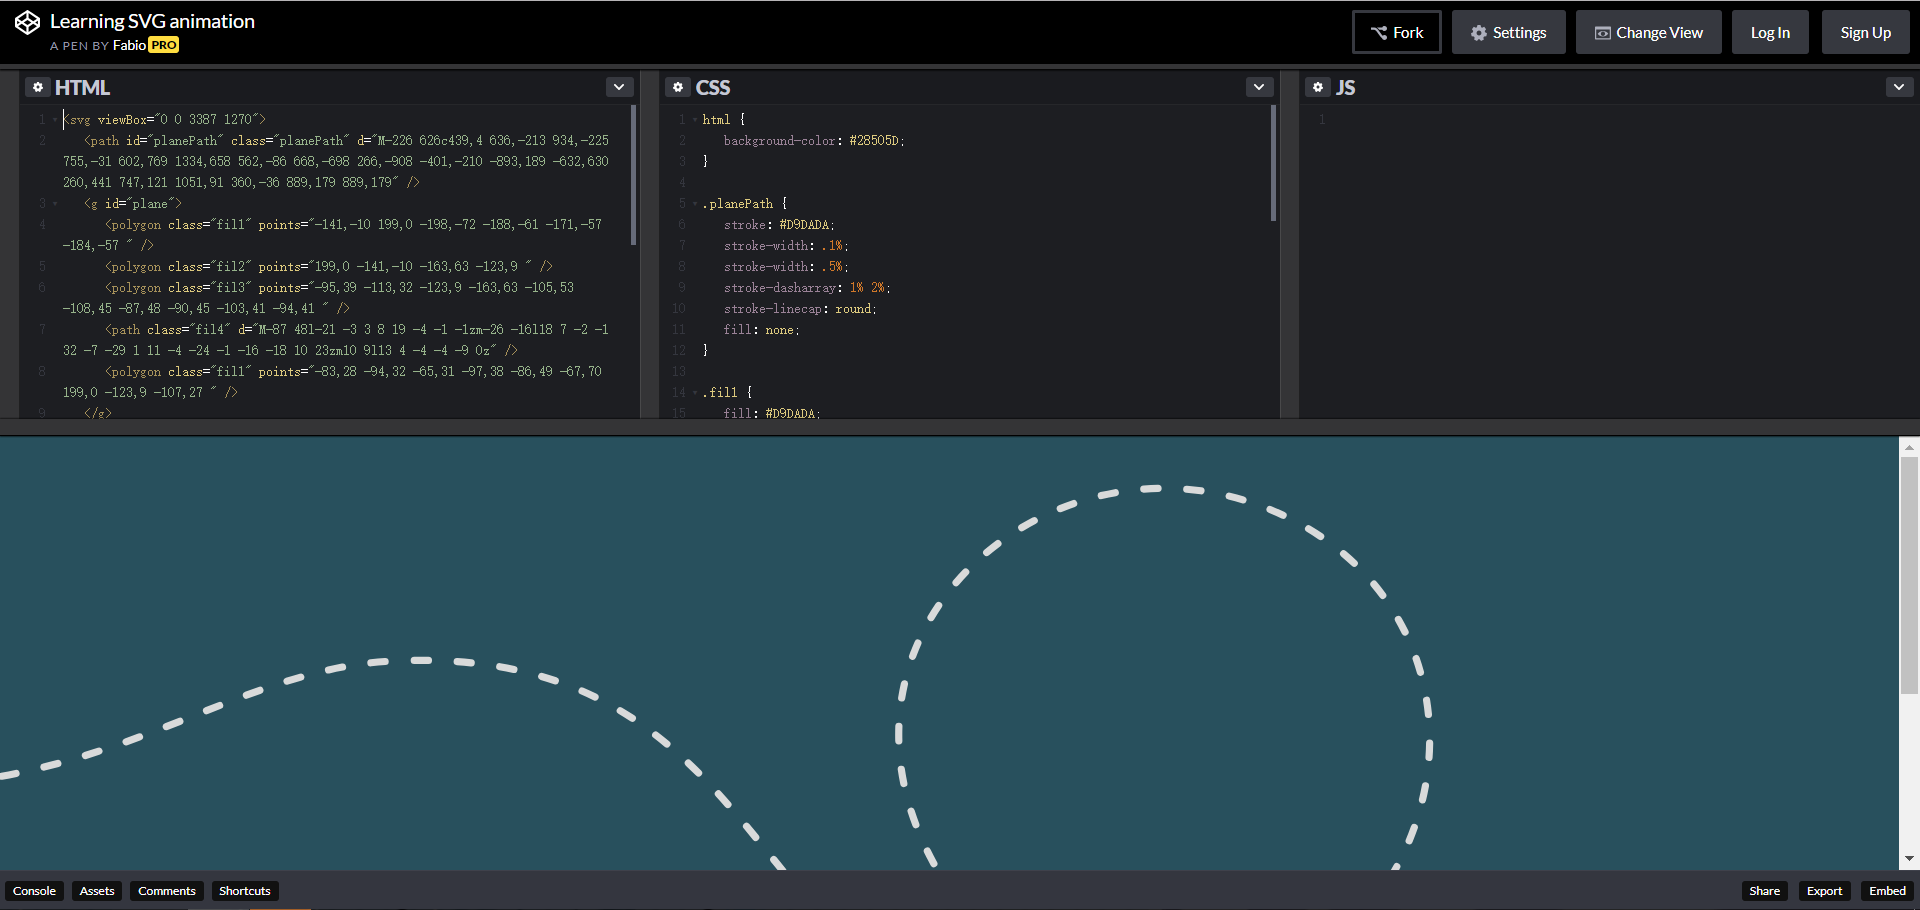 Learning SVG animation
A PEN BY Fabio PRO
Fork
Settings
Change View
Log In
Sign Up
HTML
1 <svg viewBox="0 0 3387 1270">
2 <path id="planePath" class="planePath" d="M-226 626c439,4 636,-213 934,-225
755,-31 602,769 1334,658 562,-86 668,-698 266,-908 -401,-210 -893,189 -632,630
260,441 747,121 1051,91 360,-36 889,179 889,179" />
3 <g id="plane">
4 <polygon class="fil1" points="-141,-10 199,0 -198,-72 -188,-61 -171,-57
-184,-57 " />
5 <polygon class="fil2" points="199,0 -141,-10 -163,63 -123,9 " />
6 <polygon class="fil3" points="-95,39 -113,32 -123,9 -163,63 -105,53
-108,45 -87,48 -90,45 -103,41 -94,41 " />
7 <path class="fil4" d="M-87 48l-21 -3 3 8 19 -4 -1 -1zm-26 -16l18 7 -2 -1
32 -7 -29 1 11 -4 -24 -1 -16 -18 10 23zm10 9l13 4 -4 -4 -9 0z" />
8 <polygon class="fil1" points="-83,28 -94,32 -65,31 -97,38 -86,49 -67,70
199,0 -123,9 -107,27 " />
9 </g>
CSS
1 html {
2 background-color: #28505D;
3 }
4
5 .planePath {
6 stroke: #D9DADA;
7 stroke-width: .1%;
8 stroke-width: .5%;
9 stroke-dasharray: 1% 2%;
10 stroke-linecap: round;
11 fill: none;
12 }
13
14 .fil1 {
15 fill: #D9DADA;
JS
1
Console
Assets
Comments
Shortcuts
Share
Export
Embed